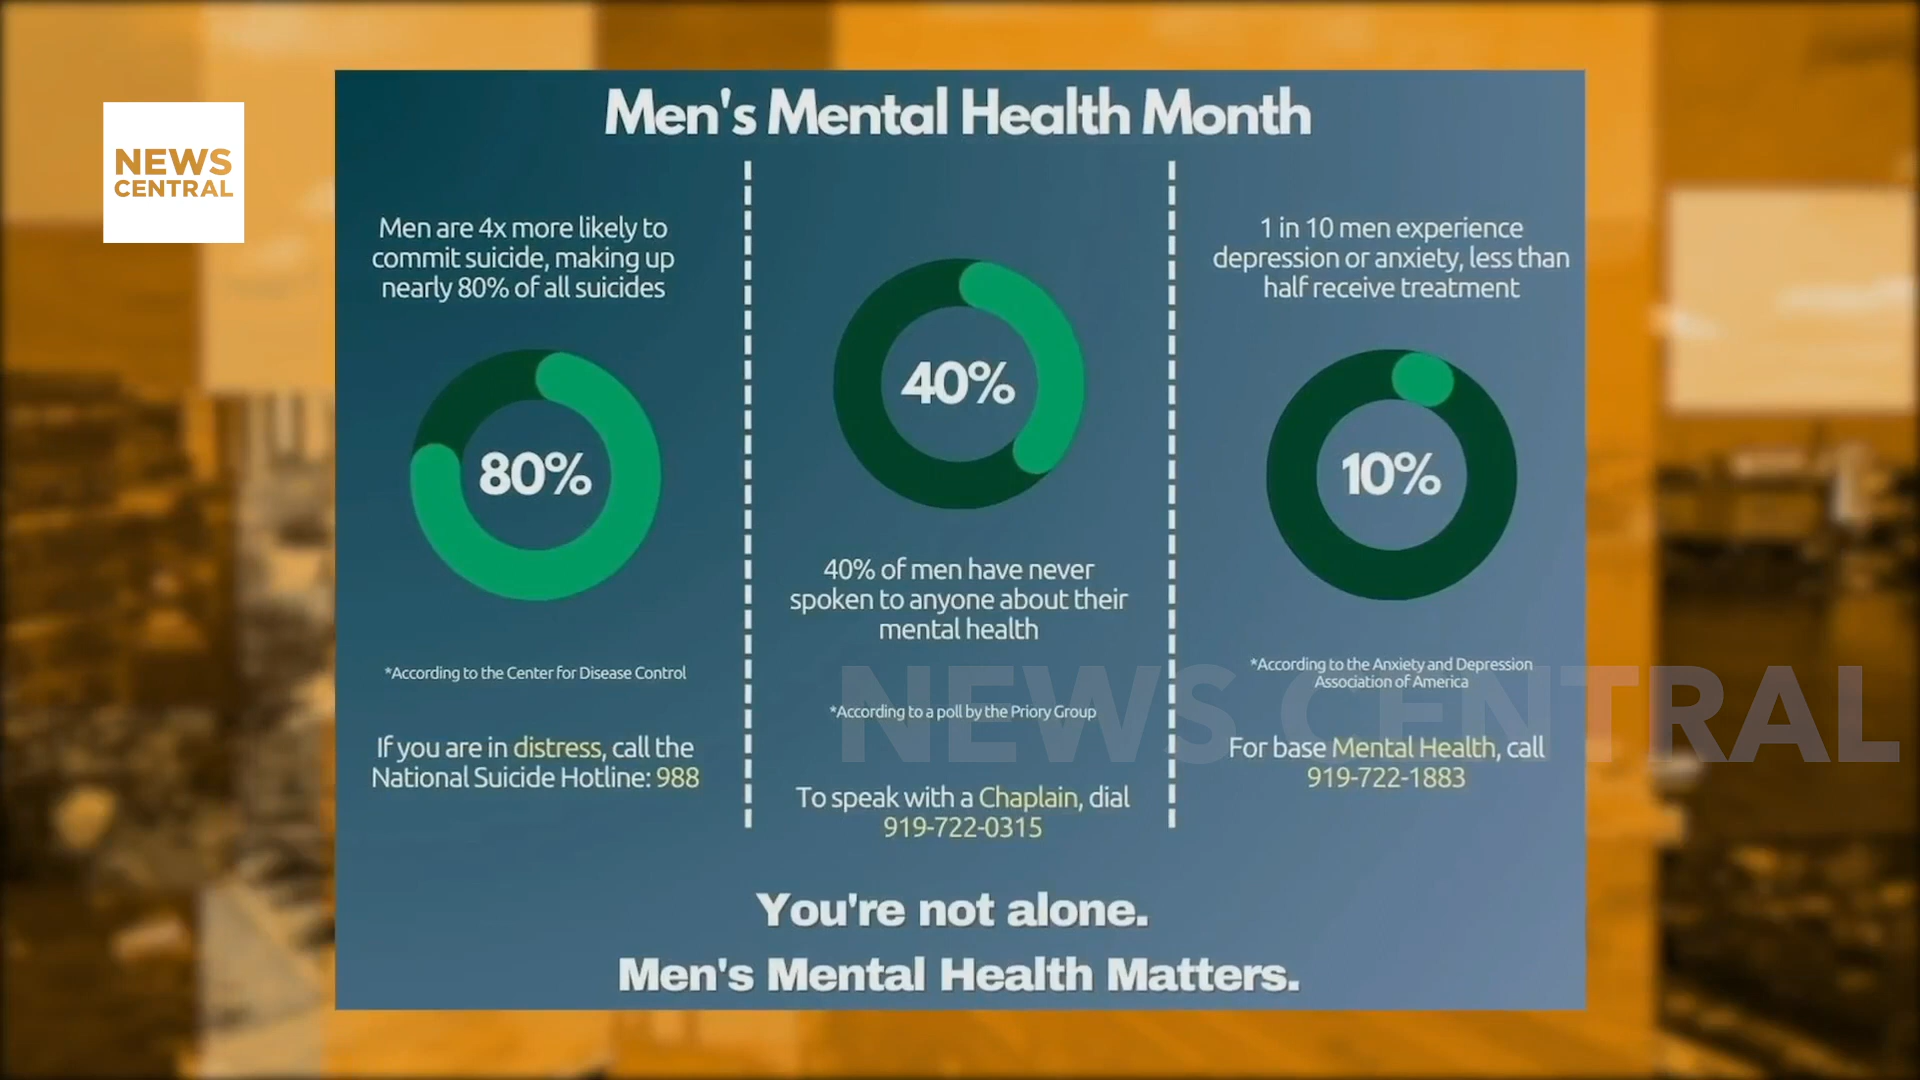 NEWS
CENTRAL
Men's Mental Health Month
Men are 4x more likely to
commit suicide, making up
nearly 80% of all suicides
80%
*According to the Center for Disease Control
If you are in distress, call the
National Suicide Hotline: 988
40%
40% of men have never
spoken to anyone about their
mental health
*According to a poll by the Priory Group
To speak with a Chaplain, dial
919-722-0315
1 in 10 men experience
depression or anxiety, less than
half receive treatment
10%
*According to the Anxiety and Depression
Association of America
For base Mental Health, call
919-722-1883
NEWS CENTRAL
You're not alone.
Men's Mental Health Matters.